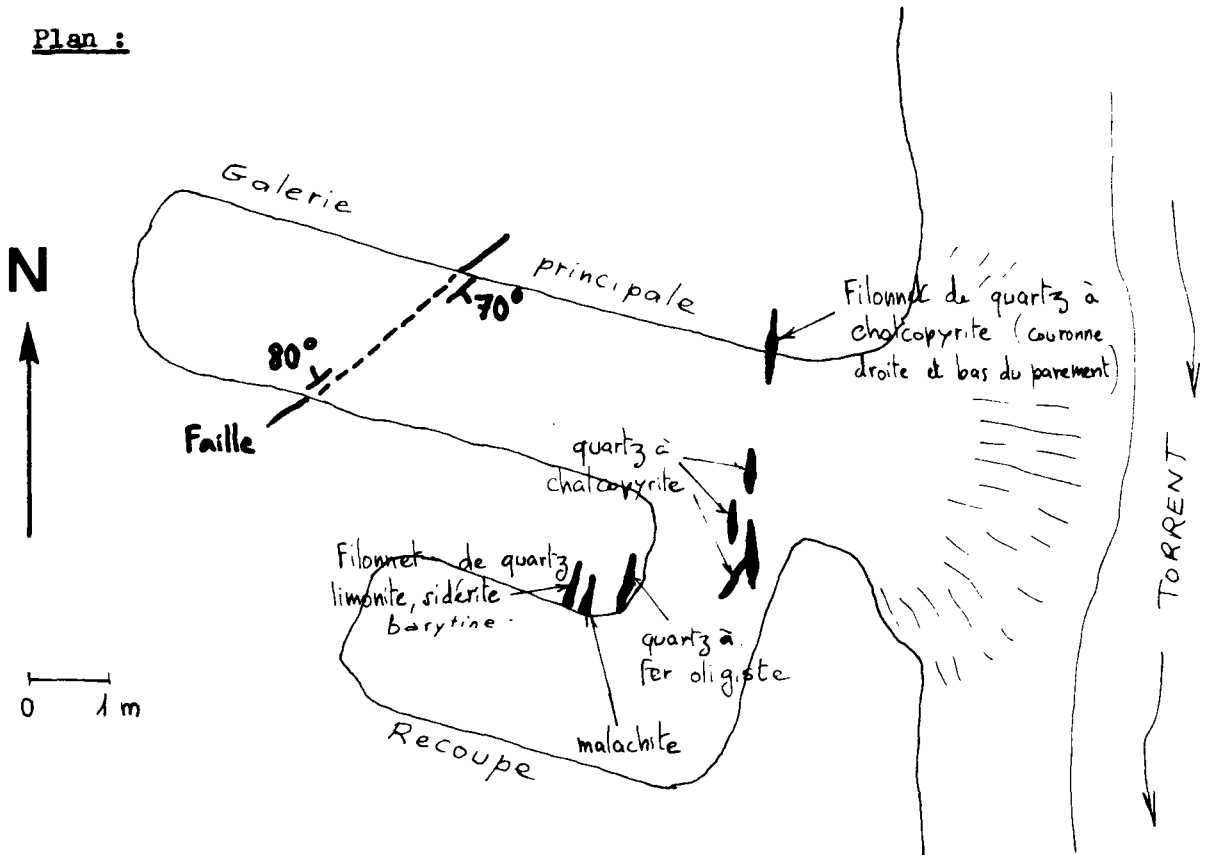 Plan :
Galerie
principale
N
70°
80°
Faille
Filonnet de quartz à
chalcopyrite (couronne
droite et bas du parement)
quartz à
chalcopyrite
Filonnet de quartz
limonite, sidérite
barytine.
quartz à
fer oligiste
malachite
Recoupe
TORRENT
0 1 m